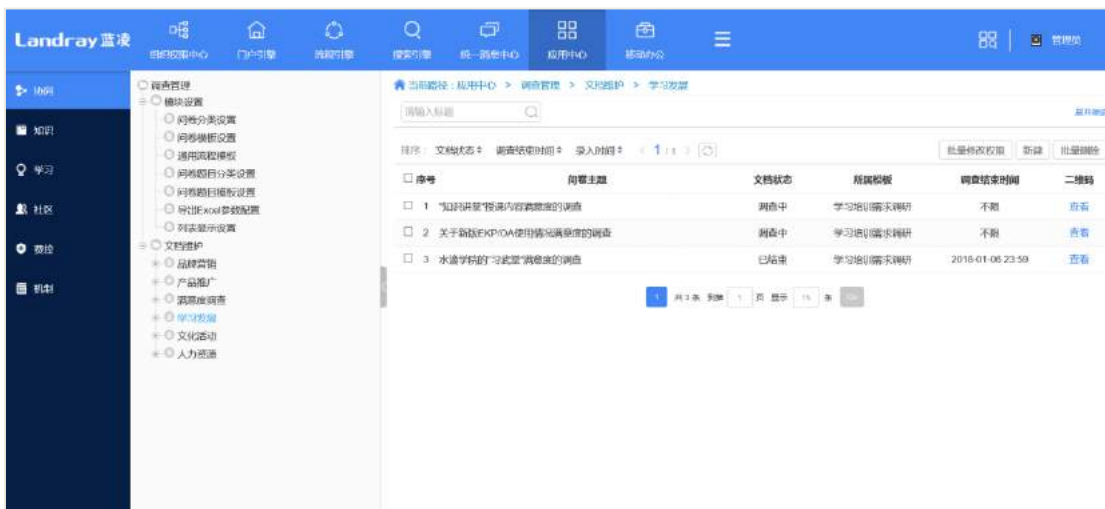 Landray蓝凌
组织权限中心 门户引擎 流程引擎 搜索引擎 统一消息中心 应用中心 移动办公
管理员
协同
知识
学习
社区
费控
机制
调查管理
模块设置
问卷分类设置
问卷模板设置
通用流程模板
问卷题目分类设置
问卷题目模板设置
导出Excel参数配置
列表显示设置
文档维护
品牌营销
产品推广
满意度调查
学习发展
文化活动
人力资源
当前路径：应用中心 > 调查管理 > 文档维护 > 学习发展
请输入标题
排序： 文档状态 调查结束时间 录入时间 1 / 1 批量修改权限 新建 批量删除
序号 问卷主题 文档状态 所属模板 调查结束时间 二维码
1 "知识讲堂"授课内容满意度的调查 调查中 学习培训需求调研 不限 查看
2 关于新版EKP/OA使用情况满意度的调查 调查中 学习培训需求调研 不限 查看
3 水滴学院的"习武堂"满意度的调查 已结束 学习培训需求调研 2018-01-06 23:59 查看
1 共3条 到第 1 页 显示 15 条